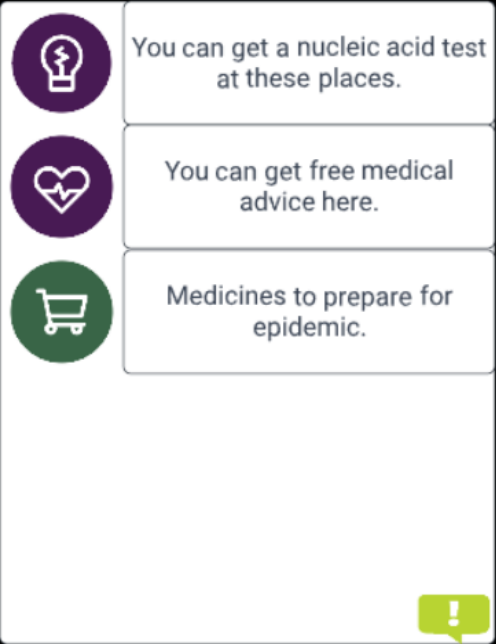 You can get a nucleic acid test
at these places.
You can get free medical
advice here.
Medicines to prepare for
epidemic.
!